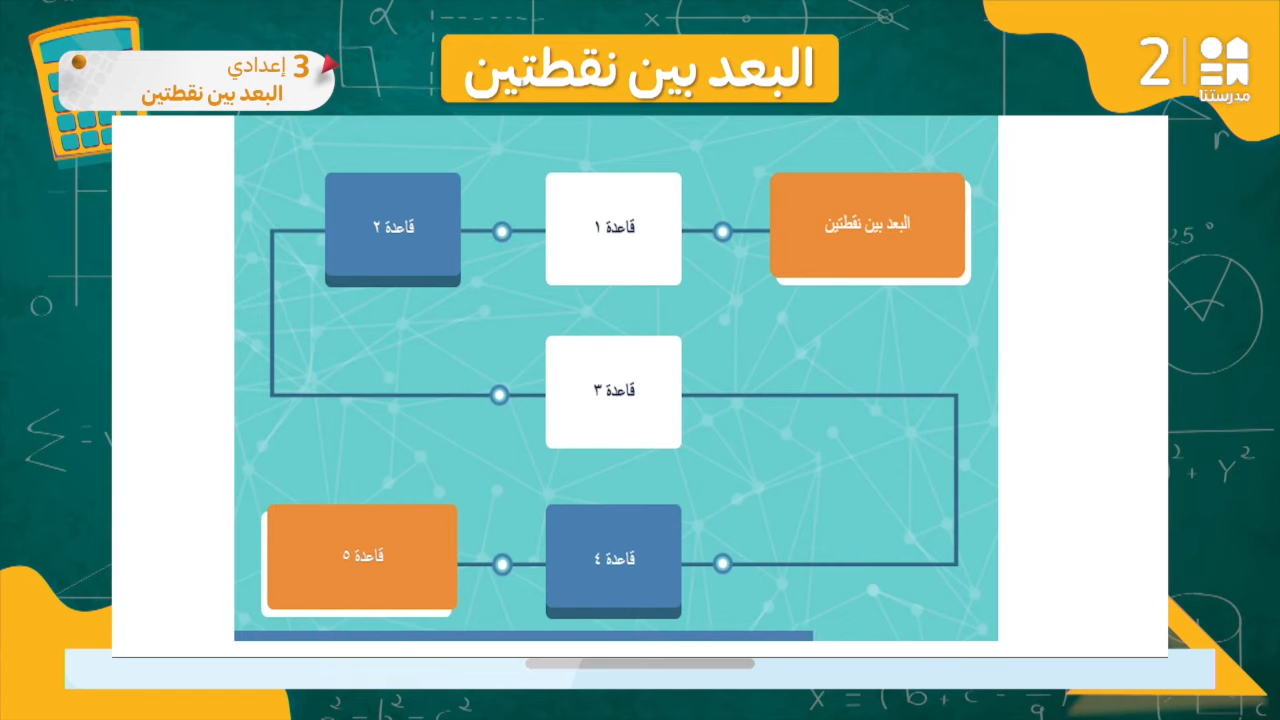 البعد بين نقطتين
3 إعدادي
البعد بين نقطتين
2
مدرستنا
البعد بين نقطتين
قاعدة ١
قاعدة ٢
قاعدة ٣
قاعدة ٤
قاعدة ٥